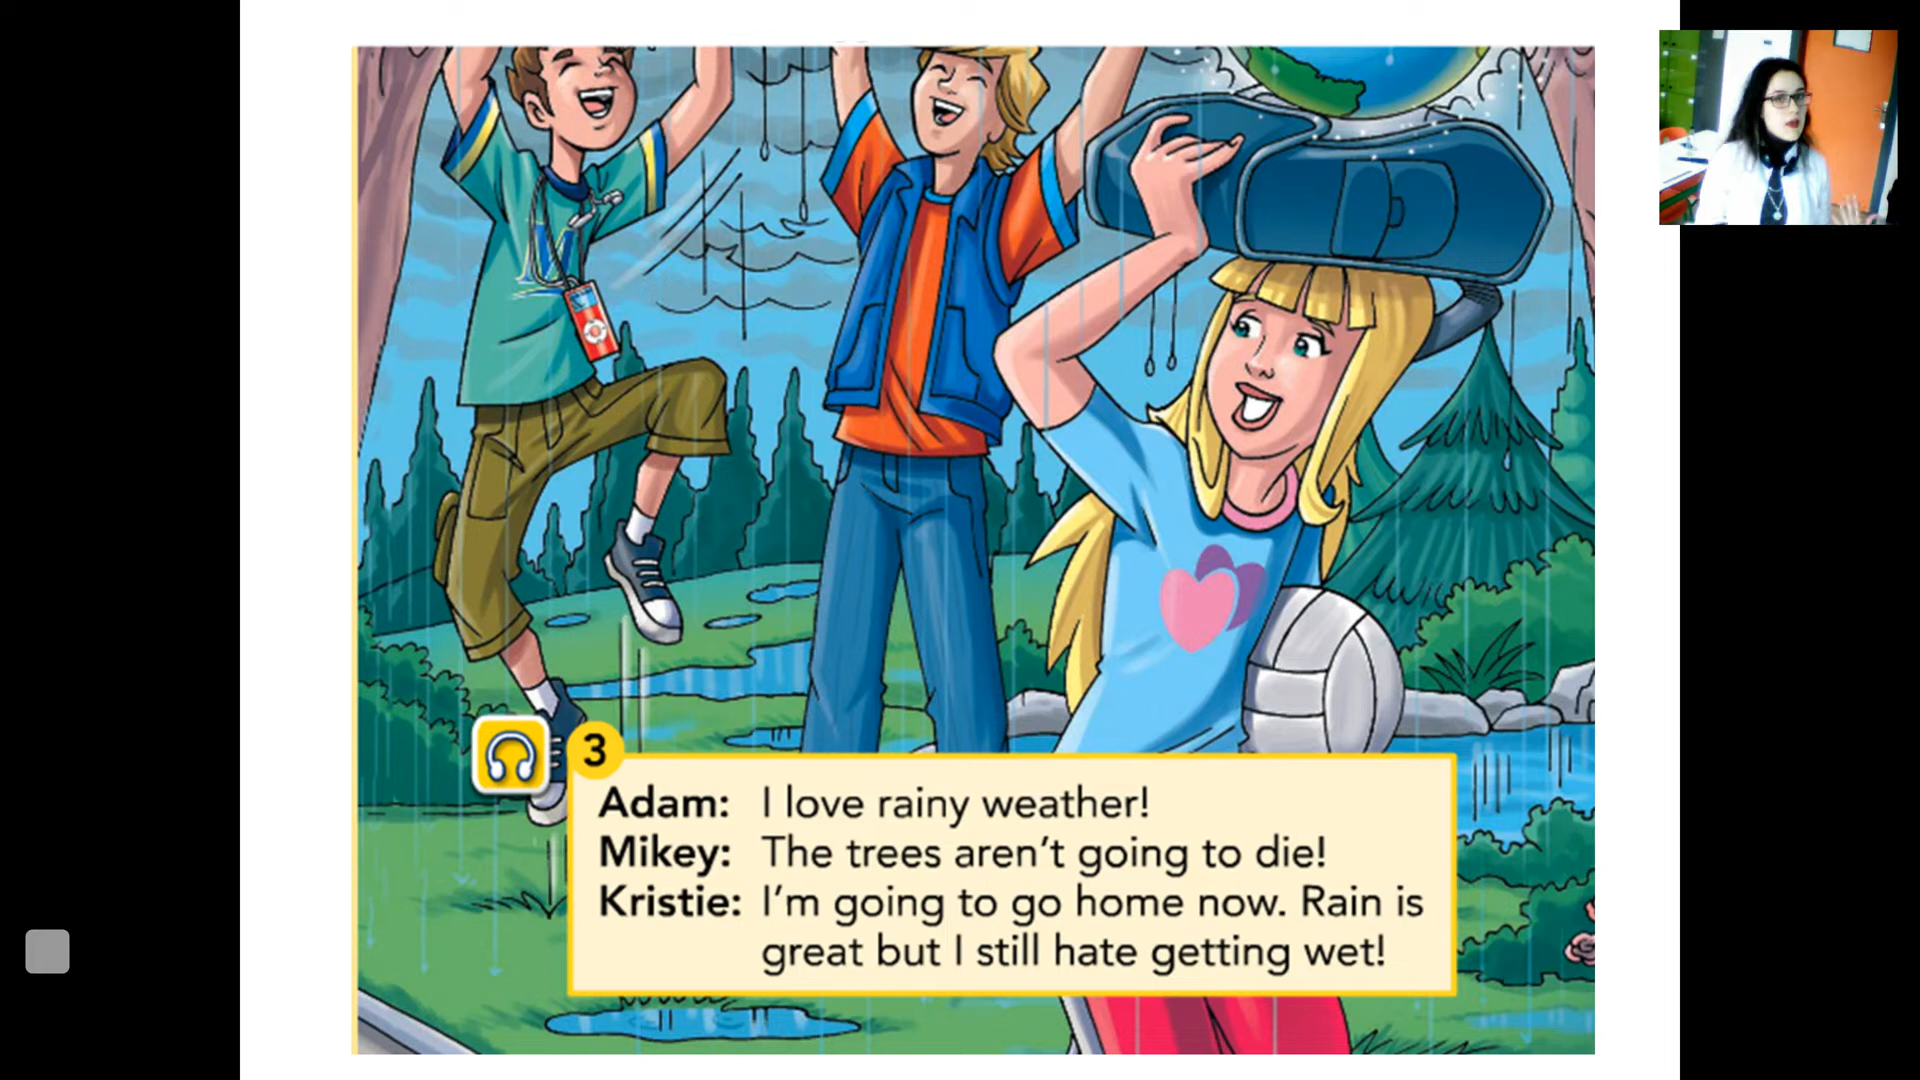 3
Adam: I love rainy weather!
Mikey: The trees aren't going to die!
Kristie: I'm going to go home now. Rain is
great but I still hate getting wet!